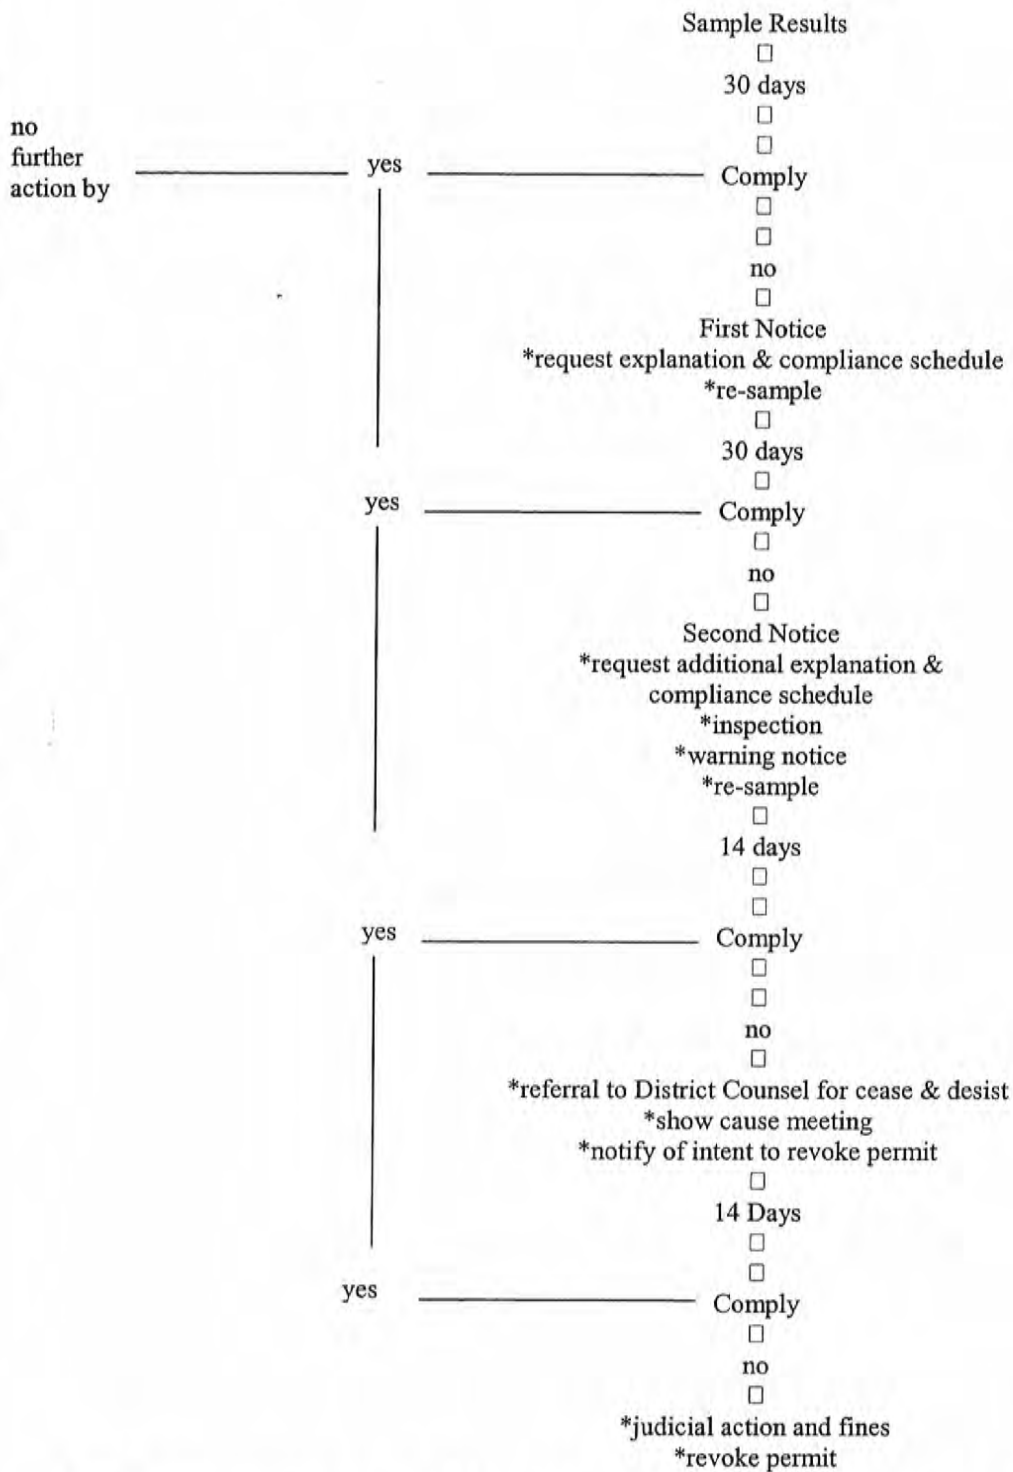 Sample Results
□
30 days
□
□
no
further
action by
yes
Comply
□
□
no
□
First Notice
*request explanation & compliance schedule
*re-sample
□
30 days
□
yes
Comply
□
no
□
Second Notice
*request additional explanation &
compliance schedule
*inspection
*warning notice
*re-sample
□
14 days
□
□
yes
Comply
□
□
no
□
*referral to District Counsel for cease & desist
*show cause meeting
*notify of intent to revoke permit
□
14 Days
□
□
yes
Comply
□
no
□
*judicial action and fines
*revoke permit